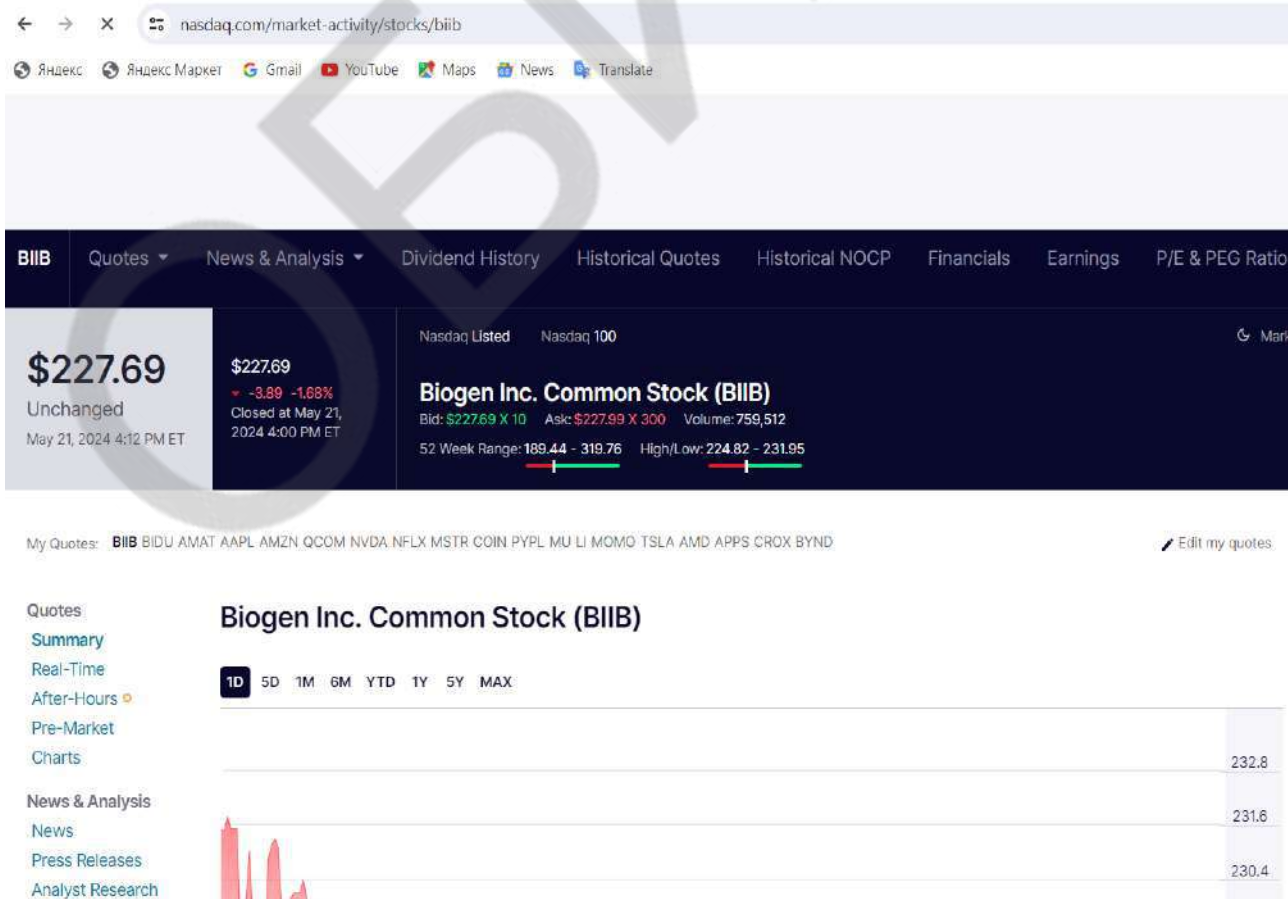 nasdaq.com/market-activity/stocks/biib
Яндекс Яндекс Маркет Gmail YouTube Maps News Translate
BIIB Quotes News & Analysis Dividend History Historical Quotes Historical NOCP Financials Earnings P/E & PEG Ratio
Nasdaq Listed Nasdaq 100 Mark
$227.69
Unchanged
May 21, 2024 4:12 PM ET
$227.69
-3.89 -1.68%
Closed at May 21,
2024 4:00 PM ET
Biogen Inc. Common Stock (BIIB)
Bid: $227.69 X 10 Ask: $227.99 X 300 Volume: 759,512
52 Week Range: 189.44 - 319.76 High/Low: 224.82 - 231.95
My Quotes: BIIB BIDU AMAT AAPL AMZN QCOM NVDA NFLX MSTR COIN PYPL MU LI MOMO TSLA AMD APPS CROX BYND Edit my quotes
Quotes
Summary
Real-Time
After-Hours
Pre-Market
Charts
News & Analysis
News
Press Releases
Analyst Research
Biogen Inc. Common Stock (BIIB)
1D 5D 1M 6M YTD 1Y 5Y MAX
232.8
231.6
230.4